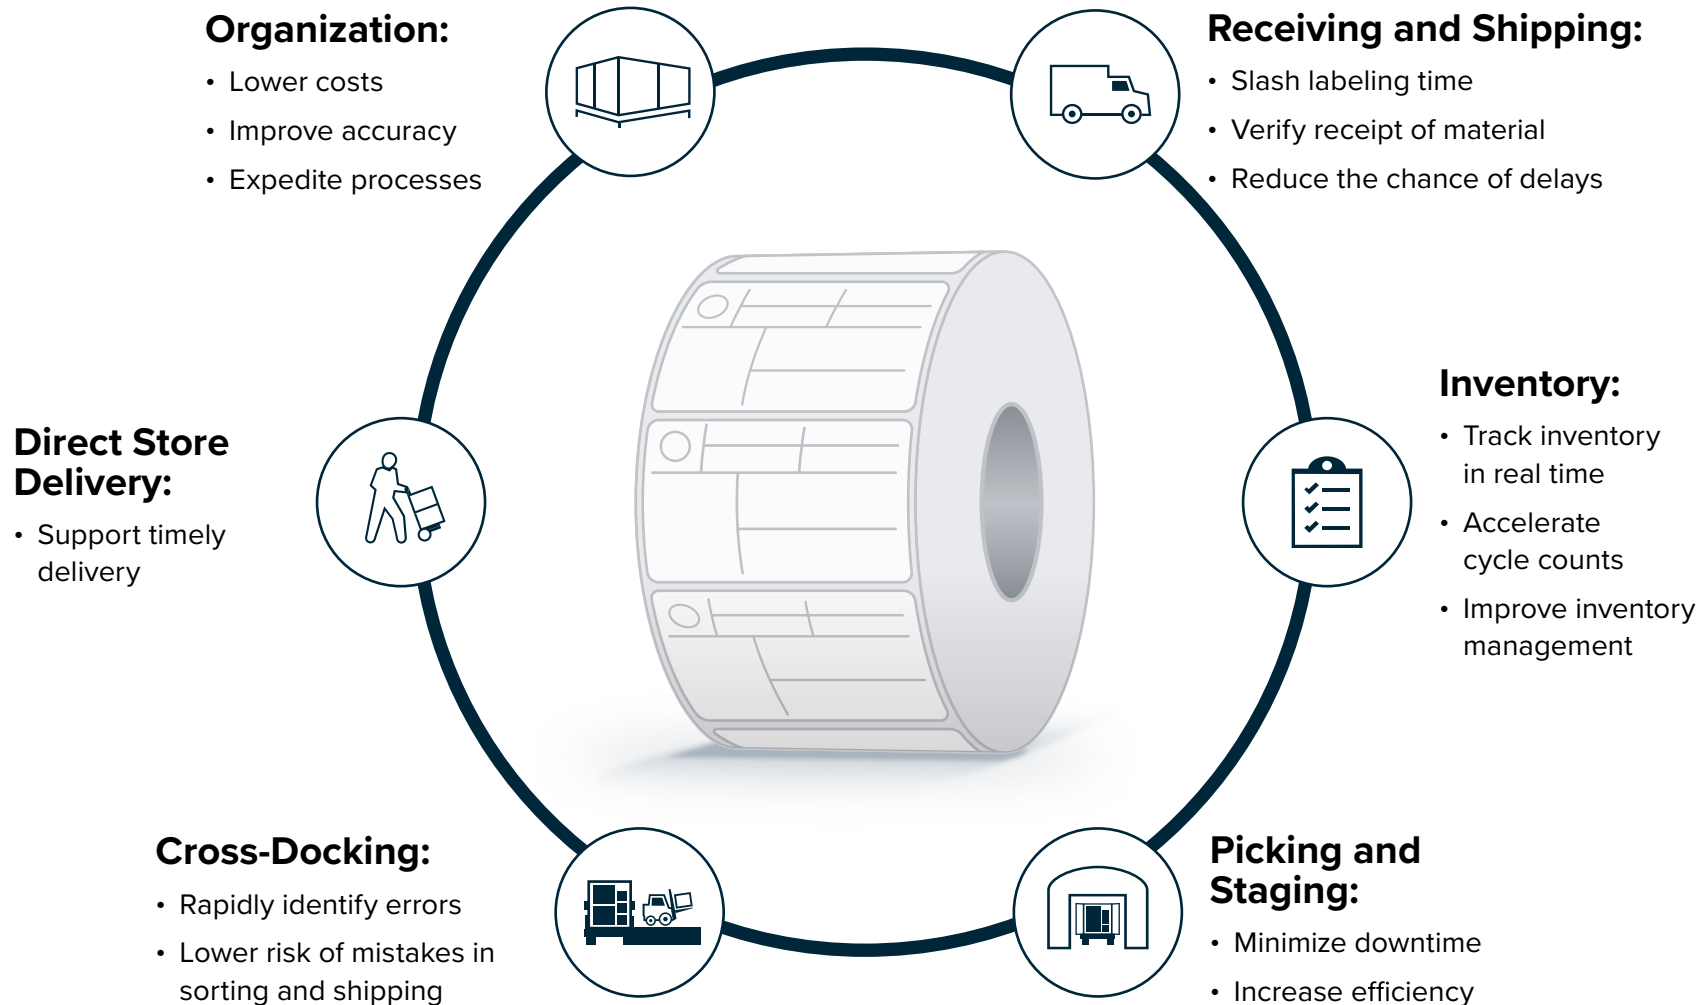 Organization:
• Lower costs
• Improve accuracy
• Expedite processes
Receiving and Shipping:
• Slash labeling time
• Verify receipt of material
• Reduce the chance of delays
Inventory:
• Track inventory
in real time
• Accelerate
cycle counts
• Improve inventory
management
Picking and
Staging:
• Minimize downtime
• Increase efficiency
Cross-Docking:
• Rapidly identify errors
• Lower risk of mistakes in
sorting and shipping
Direct Store
Delivery:
• Support timely
delivery